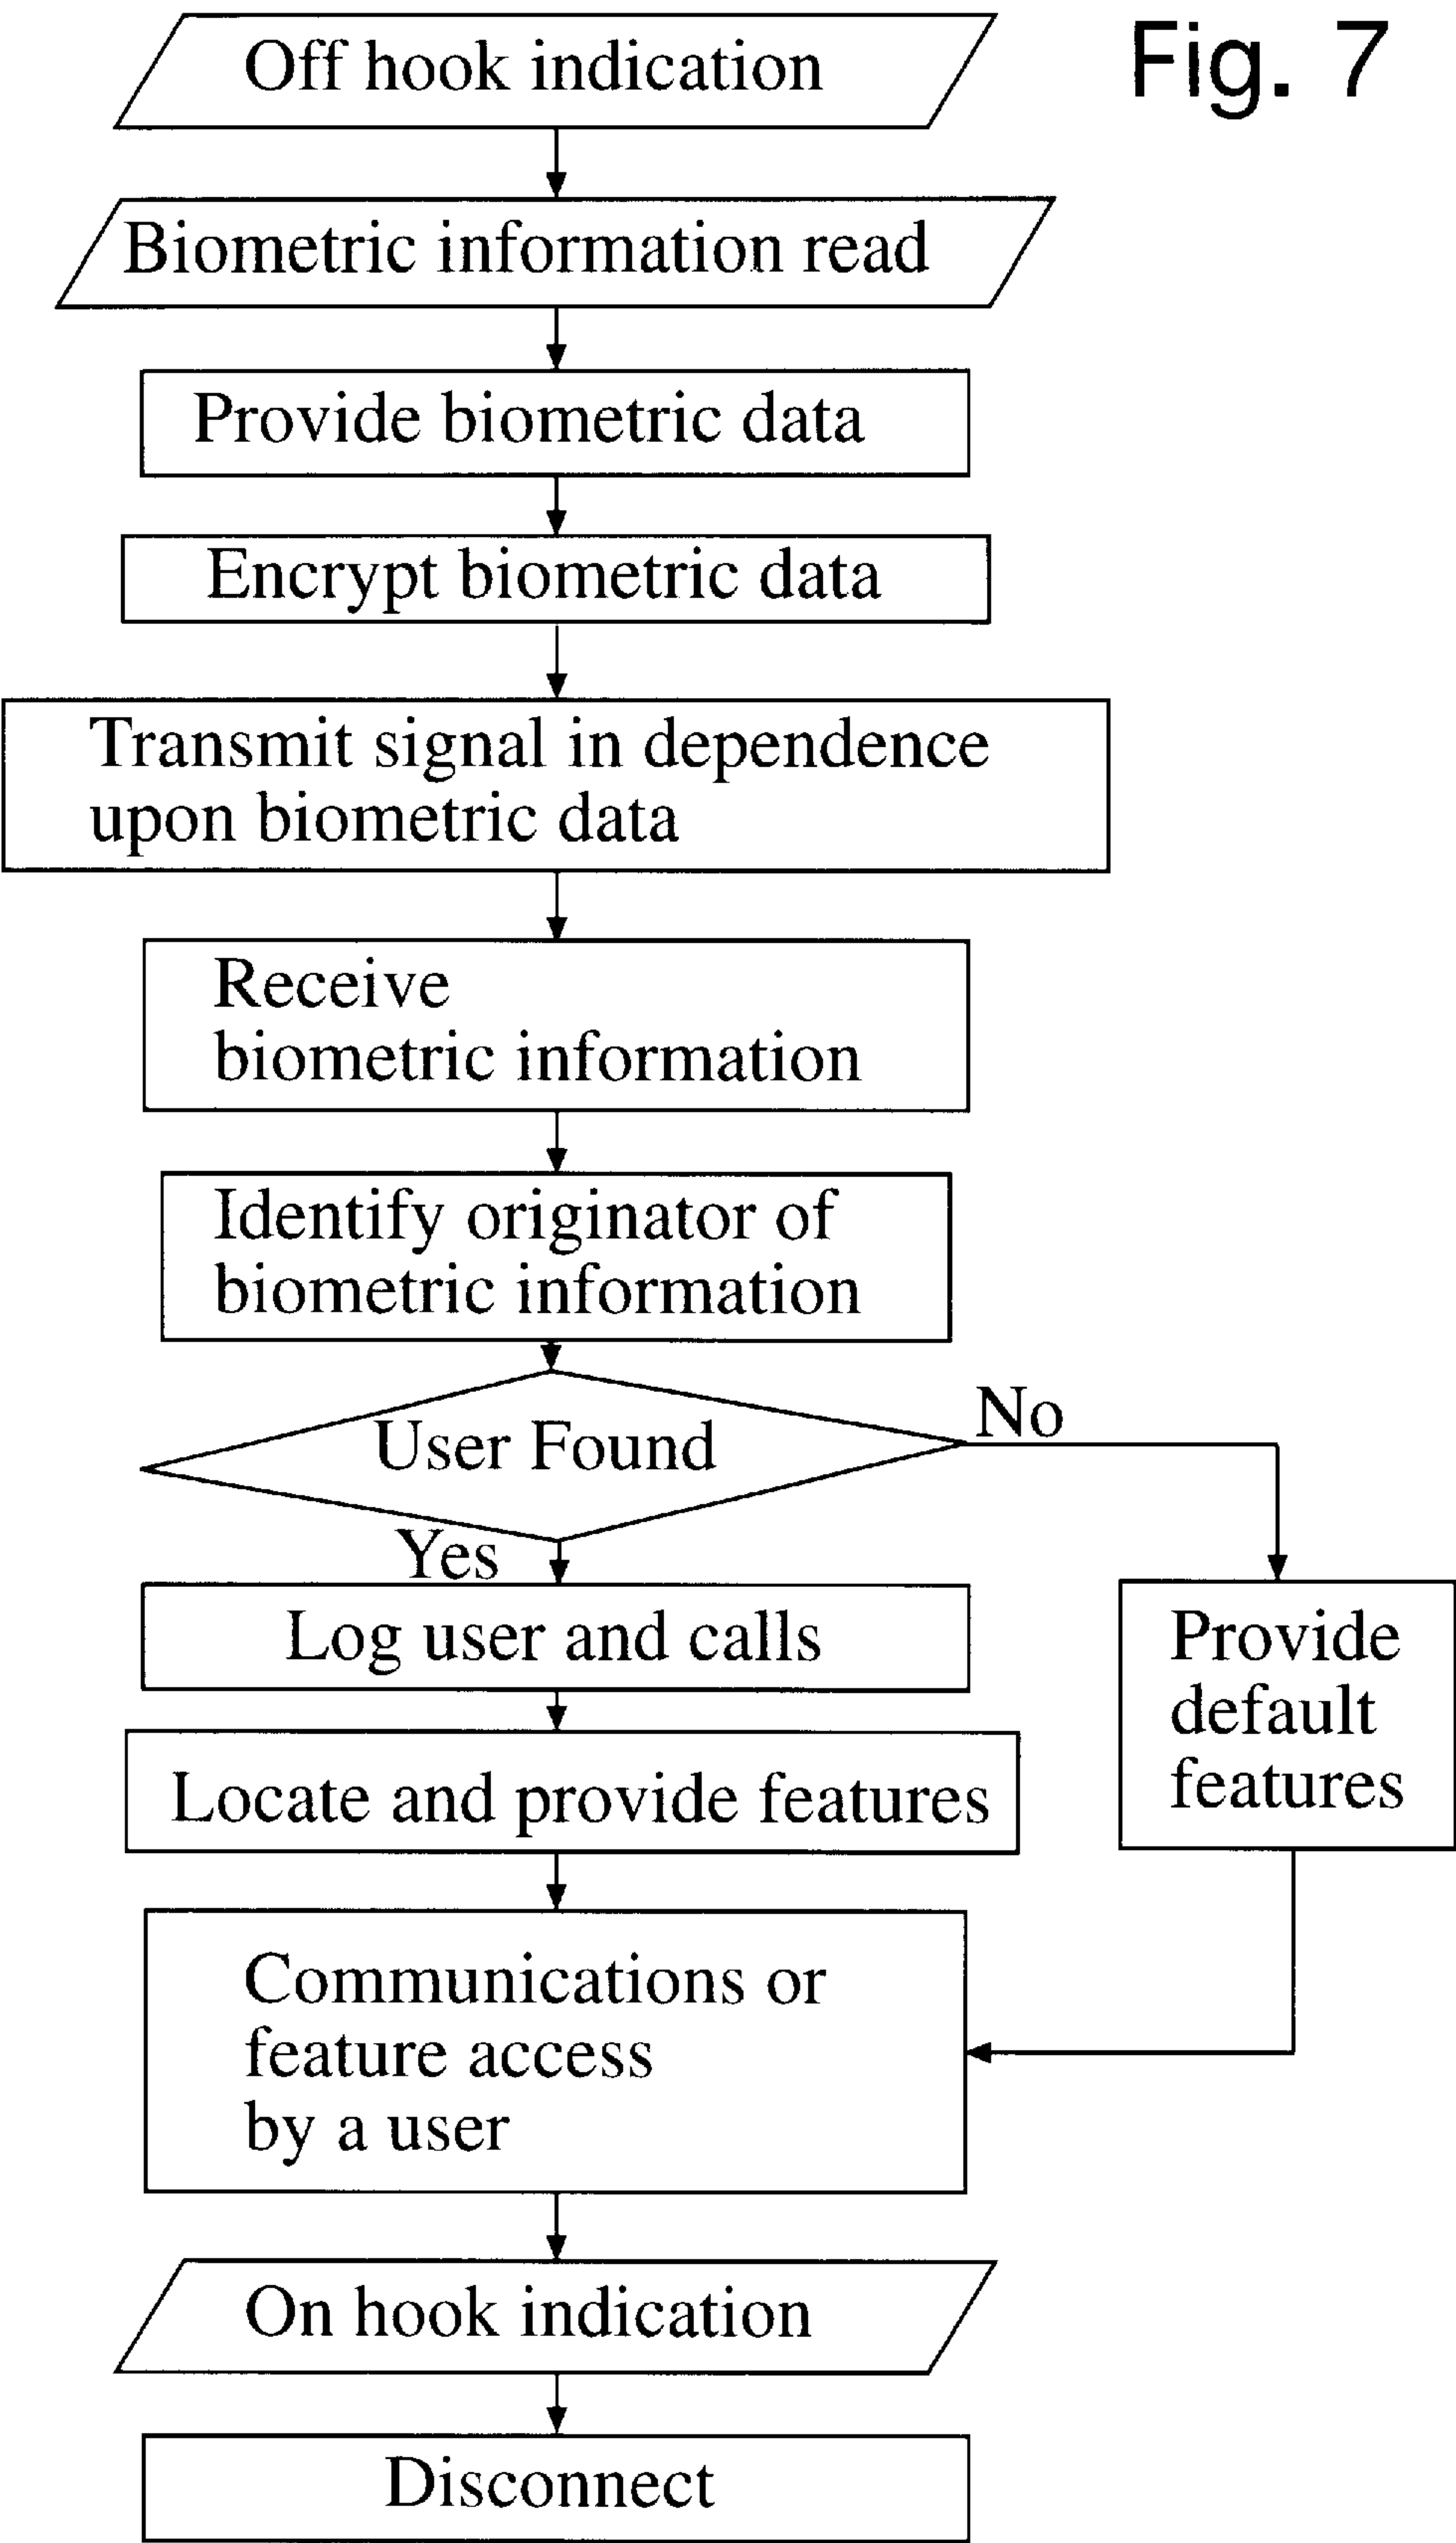 Fig. 7
Off hook indication
Biometric information read
Provide biometric data
Encrypt biometric data
Transmit signal in dependence
upon biometric data
Receive
biometric information
Identify originator of
biometric information
User Found
No
Yes
Log user and calls
Provide
default
features
Locate and provide features
Communications or
feature access
by a user
On hook indication
Disconnect